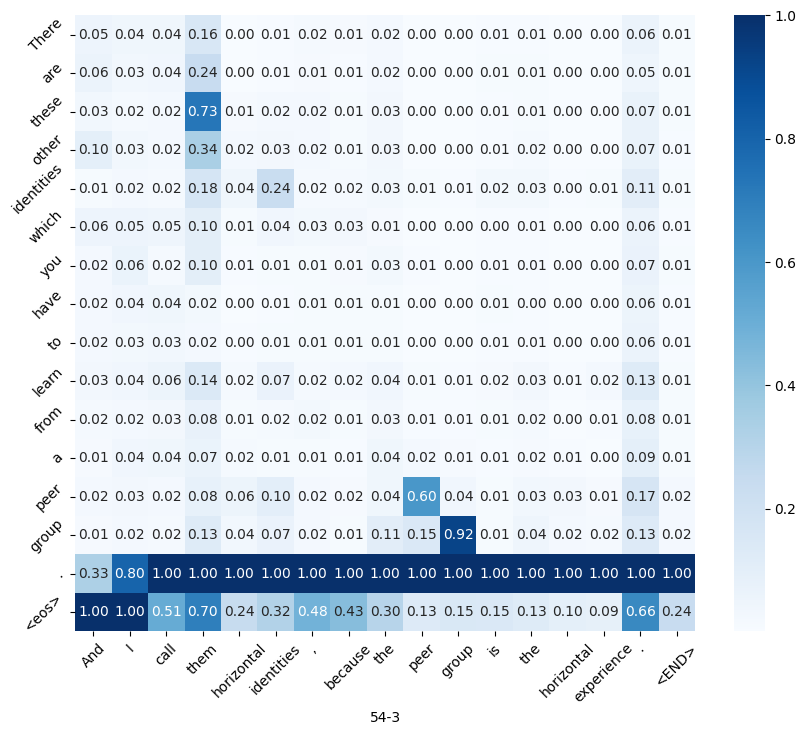 There 0.05 0.04 0.04 0.16 0.00 0.01 0.02 0.01 0.02 0.00 0.00 0.01 0.01 0.00 0.00 0.06 0.01
are 0.06 0.03 0.04 0.24 0.00 0.01 0.01 0.01 0.02 0.00 0.00 0.01 0.01 0.00 0.00 0.05 0.01
these 0.03 0.02 0.02 0.73 0.01 0.02 0.02 0.01 0.03 0.00 0.00 0.01 0.01 0.00 0.00 0.07 0.01
other 0.10 0.03 0.02 0.34 0.02 0.03 0.02 0.01 0.03 0.00 0.00 0.01 0.02 0.00 0.00 0.07 0.01
identities 0.01 0.02 0.02 0.18 0.04 0.24 0.02 0.02 0.03 0.01 0.01 0.02 0.03 0.00 0.01 0.11 0.01
which 0.06 0.05 0.05 0.10 0.01 0.04 0.03 0.03 0.01 0.00 0.00 0.00 0.01 0.00 0.00 0.06 0.01
you 0.02 0.06 0.02 0.10 0.01 0.01 0.01 0.01 0.03 0.01 0.00 0.01 0.01 0.00 0.00 0.07 0.01
have 0.02 0.04 0.04 0.02 0.00 0.01 0.01 0.01 0.01 0.00 0.00 0.01 0.00 0.00 0.00 0.06 0.01
to 0.02 0.03 0.03 0.02 0.00 0.01 0.01 0.01 0.01 0.00 0.00 0.01 0.01 0.00 0.00 0.06 0.01
learn 0.03 0.04 0.06 0.14 0.02 0.07 0.02 0.02 0.04 0.01 0.01 0.02 0.03 0.01 0.02 0.13 0.01
from 0.02 0.02 0.03 0.08 0.01 0.02 0.02 0.01 0.03 0.01 0.01 0.01 0.02 0.00 0.01 0.08 0.01
a 0.01 0.04 0.04 0.07 0.02 0.01 0.01 0.01 0.04 0.02 0.01 0.01 0.02 0.01 0.00 0.09 0.01
peer 0.02 0.03 0.02 0.08 0.06 0.10 0.02 0.02 0.04 0.60 0.04 0.01 0.03 0.03 0.01 0.17 0.02
group 0.01 0.02 0.02 0.13 0.04 0.07 0.02 0.01 0.11 0.15 0.92 0.01 0.04 0.02 0.02 0.13 0.02
. 0.33 0.80 1.00 1.00 1.00 1.00 1.00 1.00 1.00 1.00 1.00 1.00 1.00 1.00 1.00 1.00 1.00
<eos> 1.00 1.00 0.51 0.70 0.24 0.32 0.48 0.43 0.30 0.13 0.15 0.15 0.13 0.10 0.09 0.66 0.24
And I call them horizontal identities , because the peer group is the horizontal experience . <END>
54-3
1.0
0.8
0.6
0.4
0.2